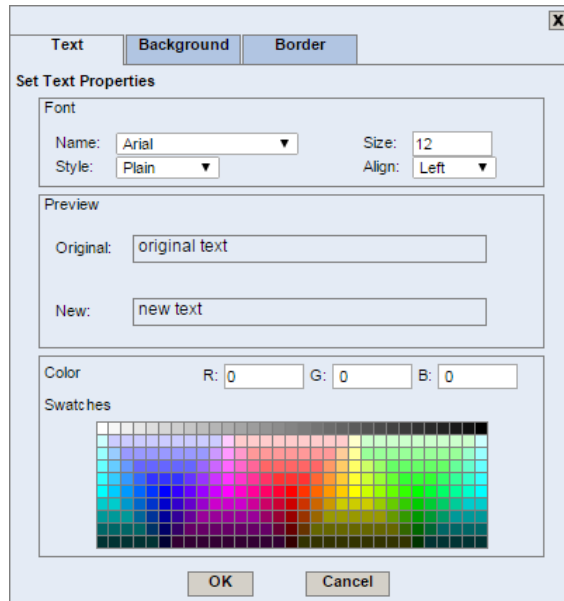 X
Text Background Border
Set Text Properties
Font
Name: Arial Size: 12
Style: Plain Align: Left
Preview
Original: original text
New: new text
Color R: 0 G: 0 B: 0
Swatches
OK Cancel